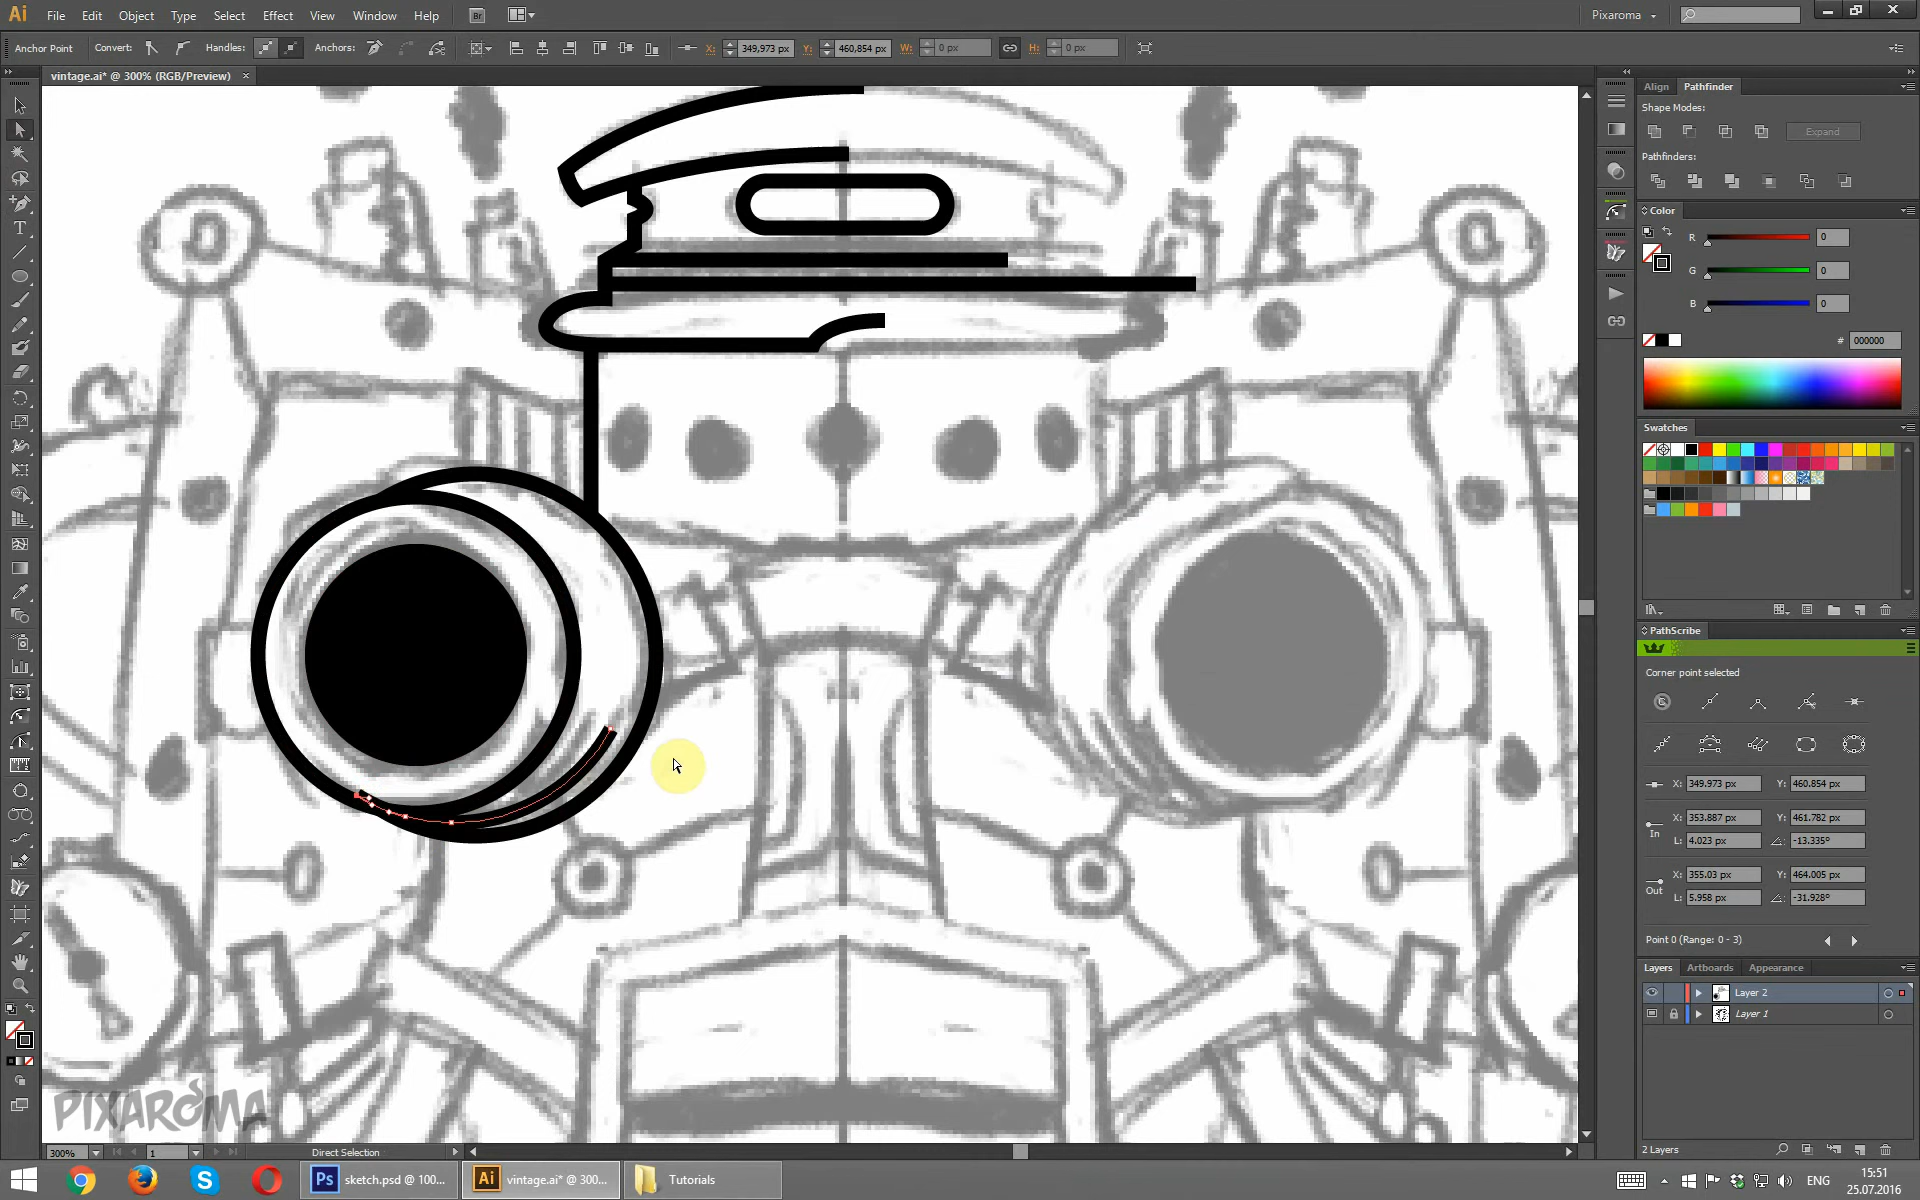 Ai File Edit Object Type Select Effect View Window Help Br Pixaroma
Anchor Point Convert: Handles: Anchors: X: 349,973 px Y: 460,854 px W: 0 px H: 0 px
vintage.ai* @ 300% (RGB/Preview) ×
Align Pathfinder
Shape Modes:
Expand
Pathfinders:
Color
R 0
G 0
B 0
# 000000
Swatches
PathScribe
Corner point selected
X: 349.973 px Y: 460.854 px
X: 353.887 px Y: 461.782 px
In
L: 4.023 px -13.335°
X: 355.03 px Y: 464.005 px
Out
L: 5.958 px -31.928°
Point 0 (Range: 0 - 3)
Layers Artboards Appearance
Layer 2
Layer 1
2 Layers
PIXAROMA
300% 1 Direct Selection
Ps sketch.psd @ 100... Ai vintage.ai* @ 300... Tutorials
ENG 15:51
25.07.2016